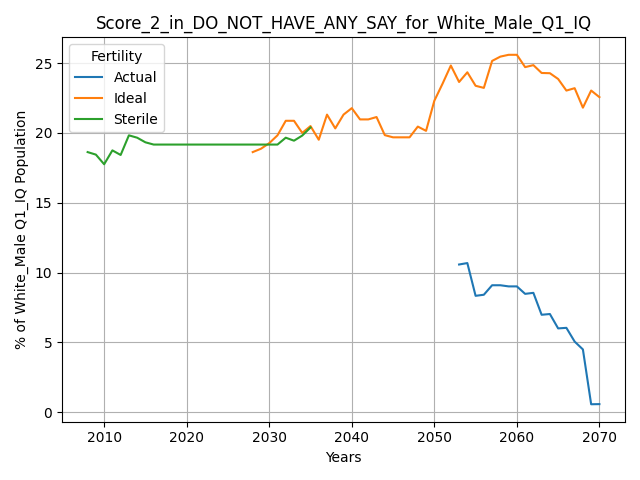 Score_2_in_DO_NOT_HAVE_ANY_SAY_for_White_Male_Q1_IQ
Fertility
Actual
Ideal
Sterile
% of White_Male Q1_IQ Population
25
20
15
10
5
0
2010 2020 2030 2040 2050 2060 2070
Years